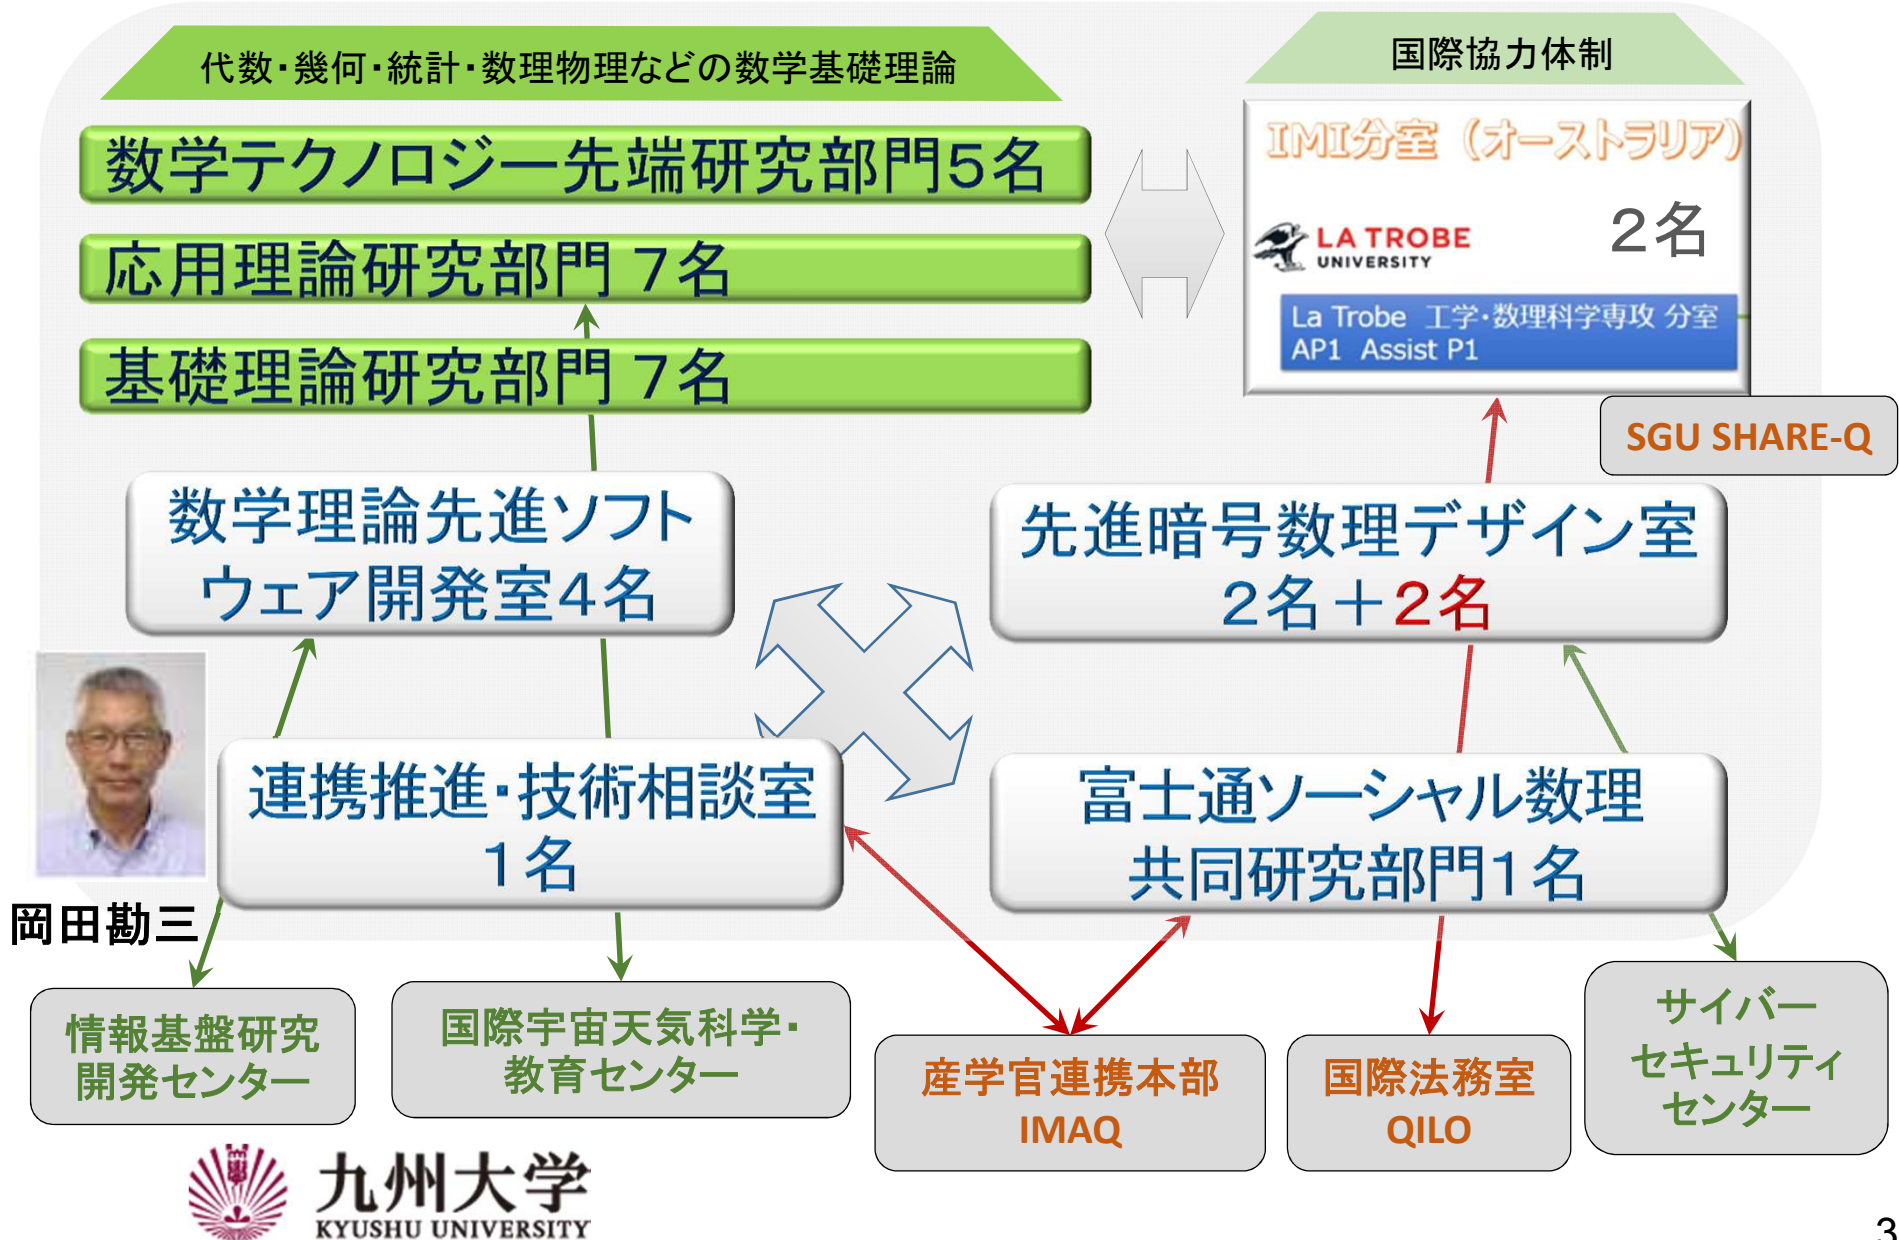 代数・幾何・統計・数理物理などの数学基礎理論
国際協力体制
数学テクノロジー先端研究部門5名
応用理論研究部門 7名
基礎理論研究部門 7名
IMI分室（オーストラリア）
LA TROBE
UNIVERSITY
2名
La Trobe 工学・数理科学専攻 分室
AP1 Assist P1
SGU SHARE-Q
数学理論先進ソフト
ウェア開発室4名
先進暗号数理デザイン室
2名＋2名
連携推進・技術相談室
1名
富士通ソーシャル数理
共同研究部門1名
岡田勘三
情報基盤研究
開発センター
国際宇宙天気科学・
教育センター
産学官連携本部
IMAQ
国際法務室
QILO
サイバー
セキュリティ
センター
九州大学
KYUSHU UNIVERSITY
3